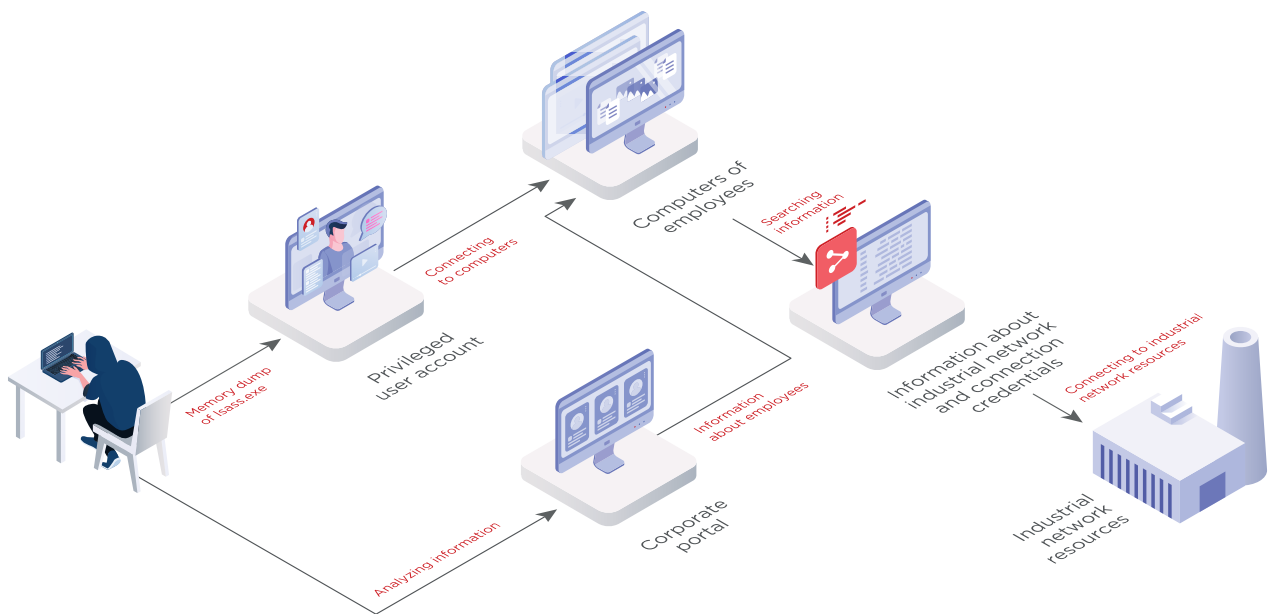 Computers of
employees
Searching
information
Connecting
to computers
Privileged
user account
Memory dump
of lsass.exe
Information about
industrial network
and connection
credentials
Connecting to industrial
network resources
Information
about employees
Corporate
portal
Analyzing information
Industrial
network
resources